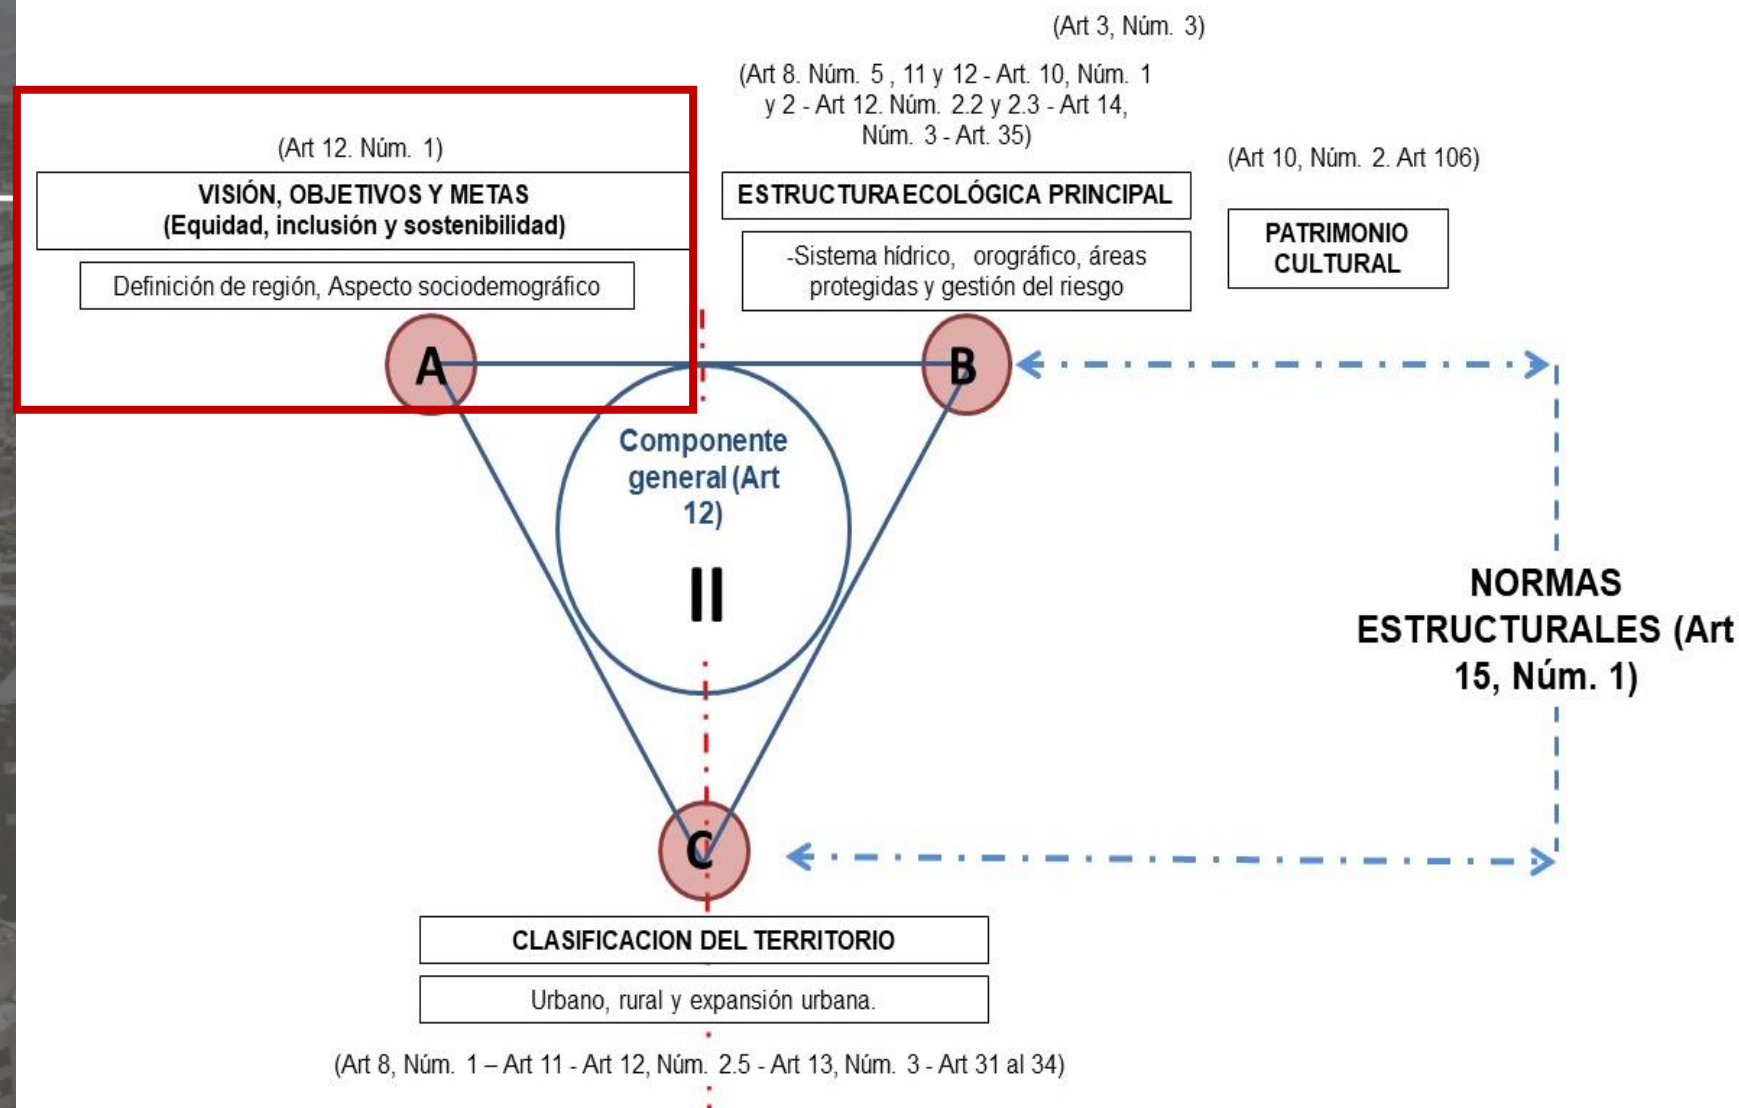 (Art 3, Núm. 3)
(Art 8. Núm. 5 , 11 y 12 - Art. 10, Núm. 1
y 2 - Art 12. Núm. 2.2 y 2.3 - Art 14,
Núm. 3 - Art. 35)
(Art 12. Núm. 1)
(Art 10, Núm. 2. Art 106)
VISIÓN, OBJETIVOS Y METAS
(Equidad, inclusión y sostenibilidad)
ESTRUCTURA ECOLÓGICA PRINCIPAL
PATRIMONIO
CULTURAL
Definición de región, Aspecto sociodemográfico
-Sistema hídrico, orográfico, áreas
protegidas y gestión del riesgo
A
B
Componente
general (Art
12)
II
NORMAS
ESTRUCTURALES (Art
15, Núm. 1)
C
CLASIFICACION DEL TERRITORIO
Urbano, rural y expansión urbana.
(Art 8, Núm. 1 – Art 11 - Art 12, Núm. 2.5 - Art 13, Núm. 3 - Art 31 al 34)